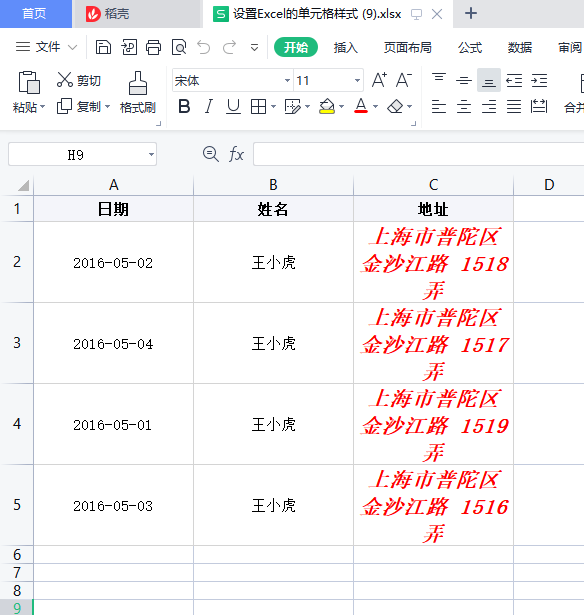 首页 稻壳 设置Excel的单元格样式 (9).xlsx
文件 开始 插入 页面布局 公式 数据 审阅
剪切
宋体 11
粘贴 复制 格式刷
B I U A
H9 fx
A B C D
1 日期 姓名 地址
2 2016-05-02 王小虎 上海市普陀区
金沙江路 1518
弄
3 2016-05-04 王小虎 上海市普陀区
金沙江路 1517
弄
4 2016-05-01 王小虎 上海市普陀区
金沙江路 1519
弄
5 2016-05-03 王小虎 上海市普陀区
金沙江路 1516
弄
6
7
8
9